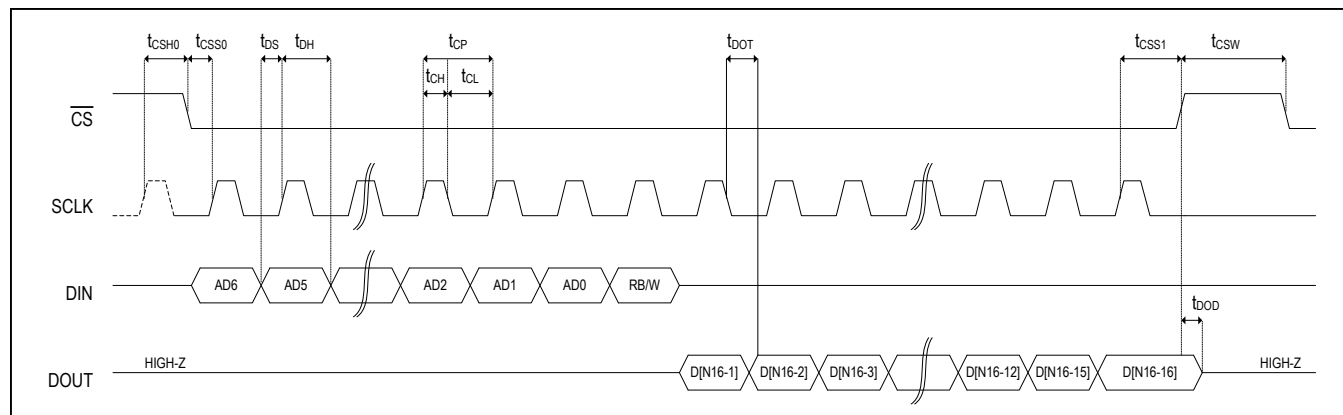 tCSH0 tCSS0 tDS tDH tCP tDOT tCSS1 tCSW
tCH tCL
CS
SCLK
DIN AD6 AD5 AD2 AD1 AD0 RB/W
tDOD
DOUT HIGH-Z D[N16-1] D[N16-2] D[N16-3] D[N16-12] D[N16-15] D[N16-16] HIGH-Z